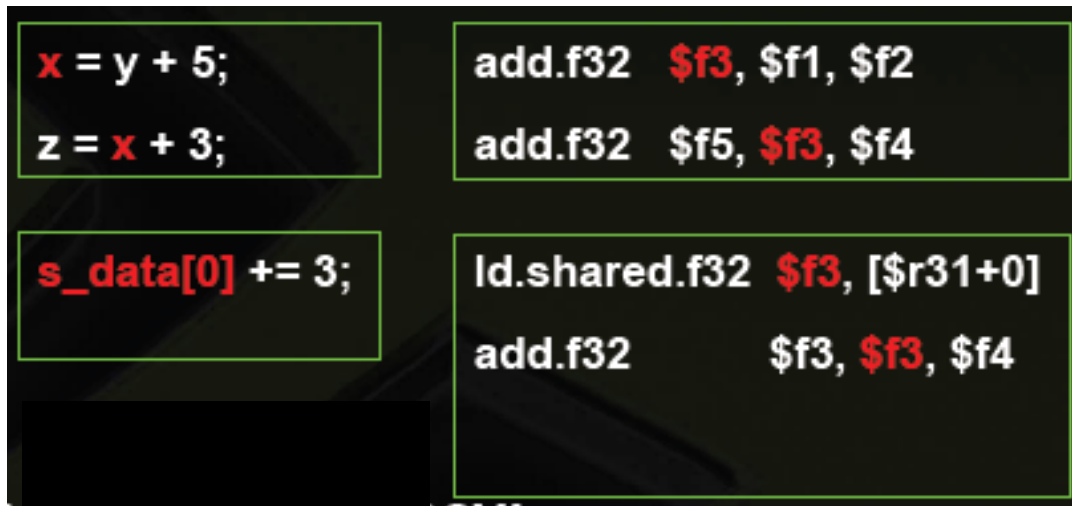 x = y + 5;
z = x + 3;
add.f32 $f3, $f1, $f2
add.f32 $f5, $f3, $f4
s_data[0] += 3;
ld.shared.f32 $f3, [$r31+0]
add.f32 $f3, $f3, $f4